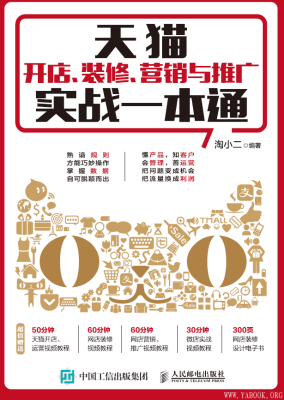 天猫
开店、装修、营销与推广
实战一本通
淘小二 编著
熟谙规则
方能巧妙操作
掌握数据
自可脱颖而出
懂产品，知客户
会管理，善运营
把问题变成机会
把流量换成利润
TMALL
Sale
超值赠送
50分钟
天猫开店、
运营视频教程
60分钟
网店装修
视频教程
60分钟
网店营销、
推广视频教程
30分钟
微店实战
视频教程
300页
网店装修
设计电子书
中国工信出版集团
人民邮电出版社
POSTS & TELECOM PRESS
WWW.YABOOK.ORG